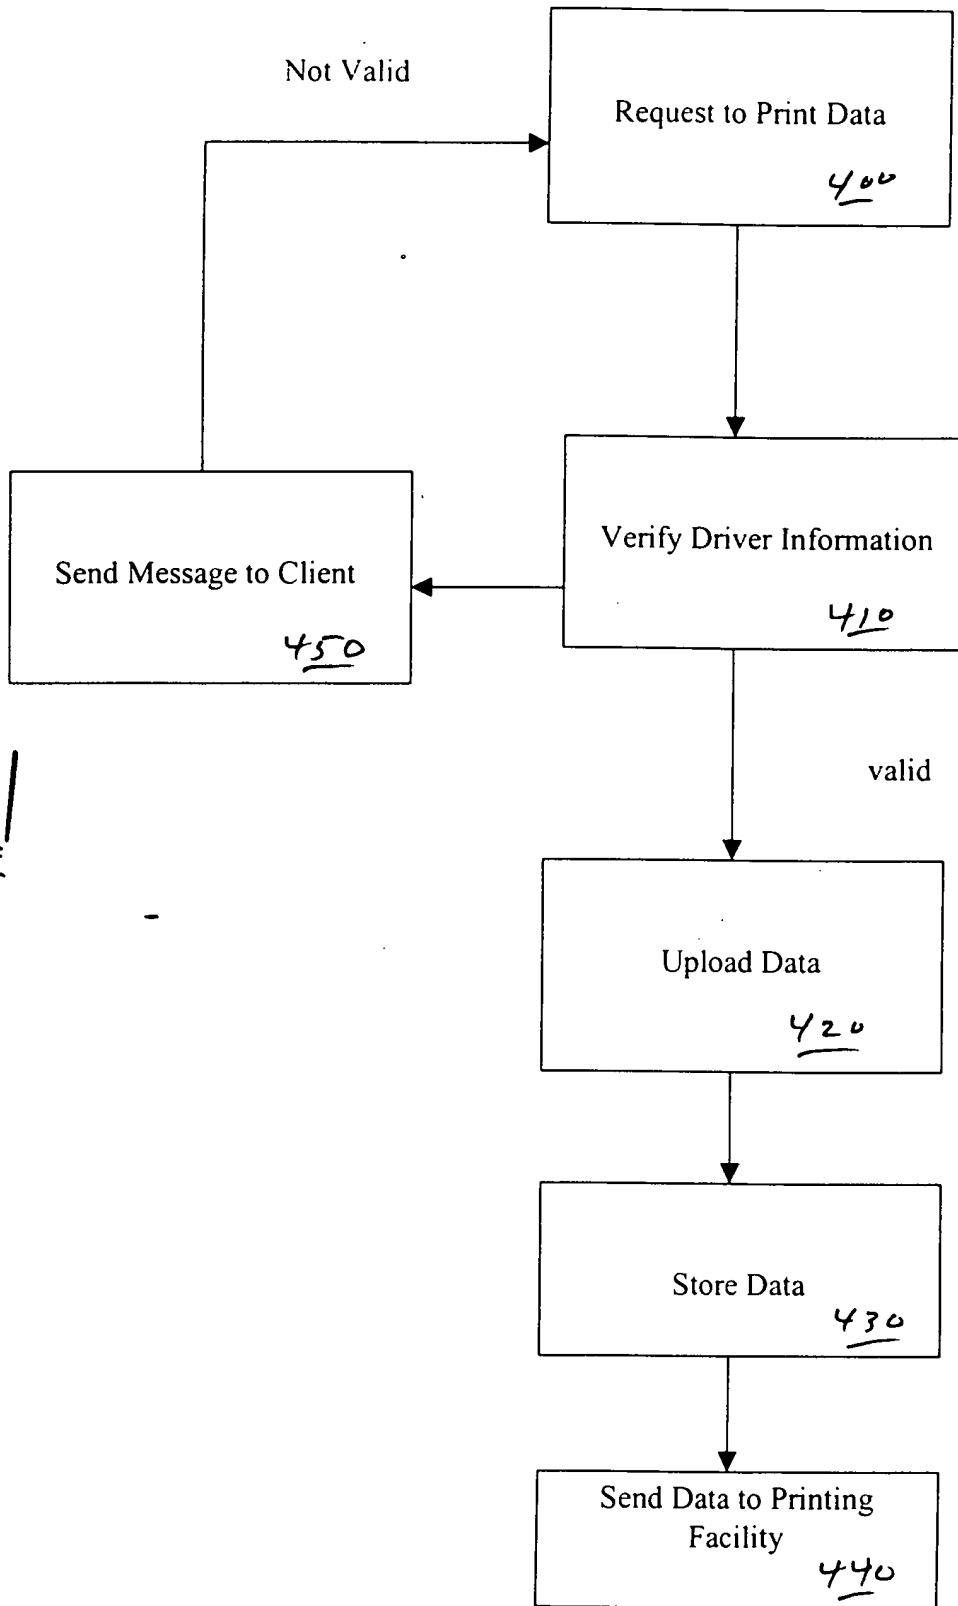 Not Valid
Request to Print Data
400
Verify Driver Information
410
Send Message to Client
450
valid
Upload Data
420
Store Data
430
Send Data to Printing
Facility
440